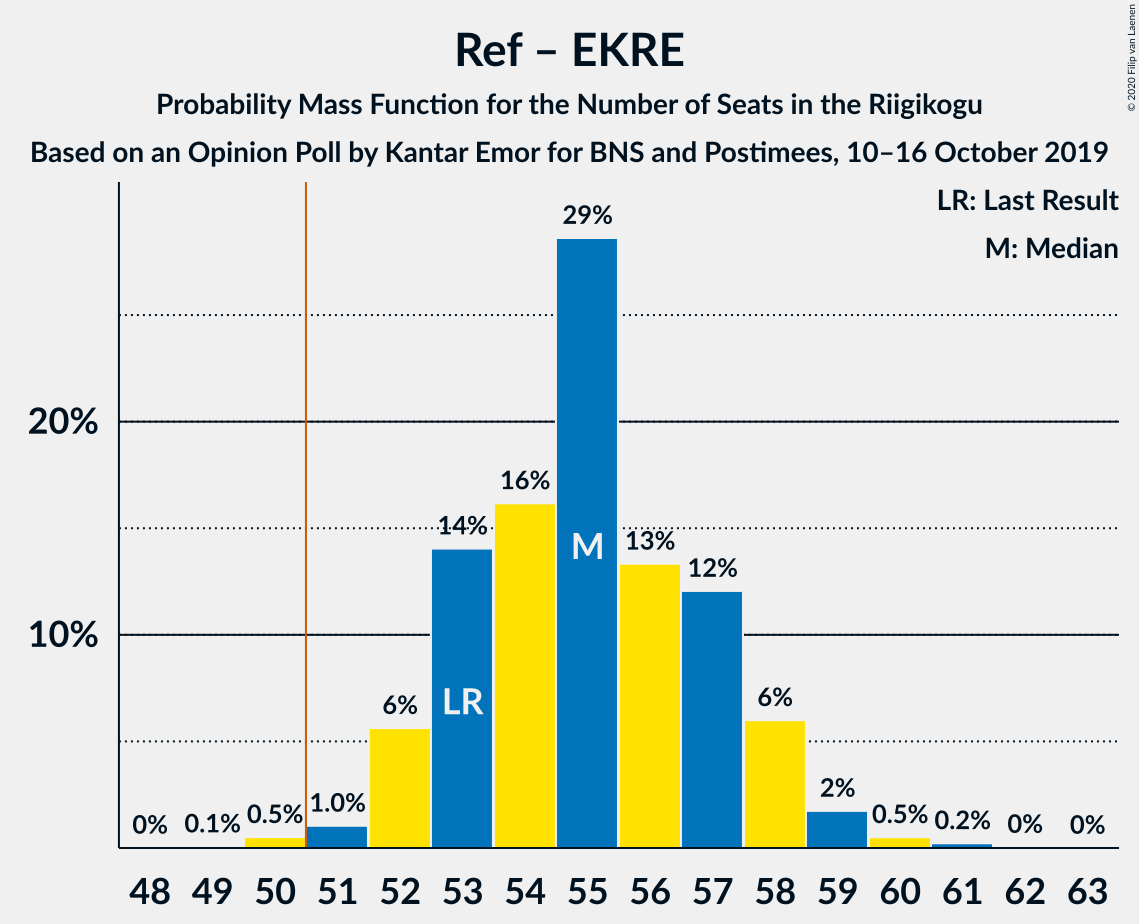 Ref – EKRE
Probability Mass Function for the Number of Seats in the Riigikogu
Based on an Opinion Poll by Kantar Emor for BNS and Postimees, 10–16 October 2019
© 2020 Filip van Laenen
LR: Last Result
M: Median
20%
10%
0%
0.1%
0.5%
1.0%
6%
14%
16%
29%
13%
12%
6%
2%
0.5%
0.2%
0%
0%
LR
M
48 49 50 51 52 53 54 55 56 57 58 59 60 61 62 63